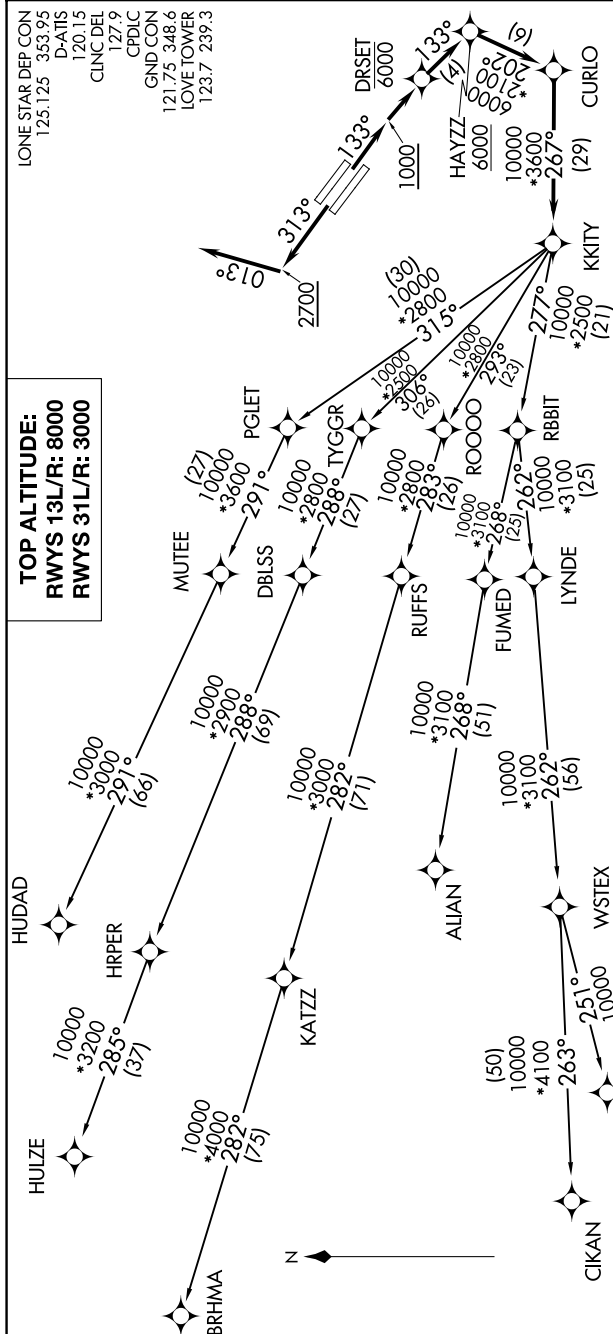 LONE STAR DEP CON
125.125 353.95
D-ATIS
120.15
CLNC DEL
127.9
CPDLC
GND CON
121.75 348.6
LOVE TOWER
123.7 239.3
TOP ALTITUDE:
RWYS 13L/R: 8000
RWYS 31L/R: 3000
013°
2700
313°
133°
1000
DRSET
6000
133°
(4)
HAYZZ
6000
6000
*2100
202°
(9)
CURLO
10000
*3600
267°
(29)
KKITY
(30)
10000
*2800
315°
10000
*2500
306°
(26)
10000
*2800
293°
(23)
277°
10000
*2500
(21)
PGLET
TYGGR
ROOOO
RBBIT
(27)
10000
*3600
291°
10000
*2800
288°
(27)
10000
*2800
283°
(26)
10000
*3100
268°
(25)
262°
10000
*3100
(25)
MUTEE
DBLSS
RUFFS
FUMED
LYNDE
10000
*3000
291°
(66)
10000
*2900
288°
(69)
10000
*3000
282°
(71)
10000
*3100
268°
(51)
10000
*3100
262°
(56)
HUDAD
HRPER
KATZZ
ALIAN
WSTEX
10000
*3200
285°
(37)
10000
*4000
282°
(75)
(50)
10000
*4100
263°
251°
10000
HULZE
BRHMA
CIKAN
N